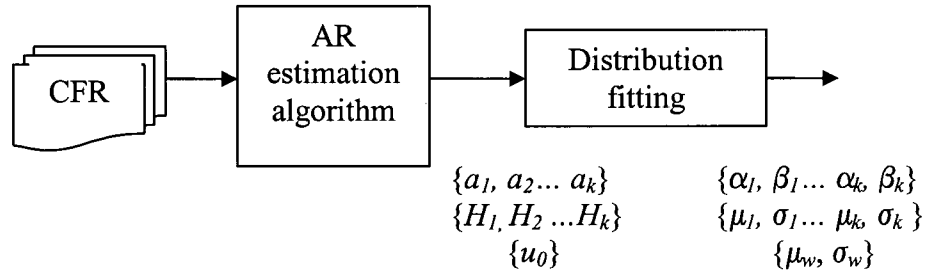 CFR
AR
estimation
algorithm
Distribution
fitting
{a1, a2... ak}
{H1, H2 ...Hk}
{u0}
{α1, β1... αk, βk}
{μ1, σ1... μk, σk }
{μw, σw}